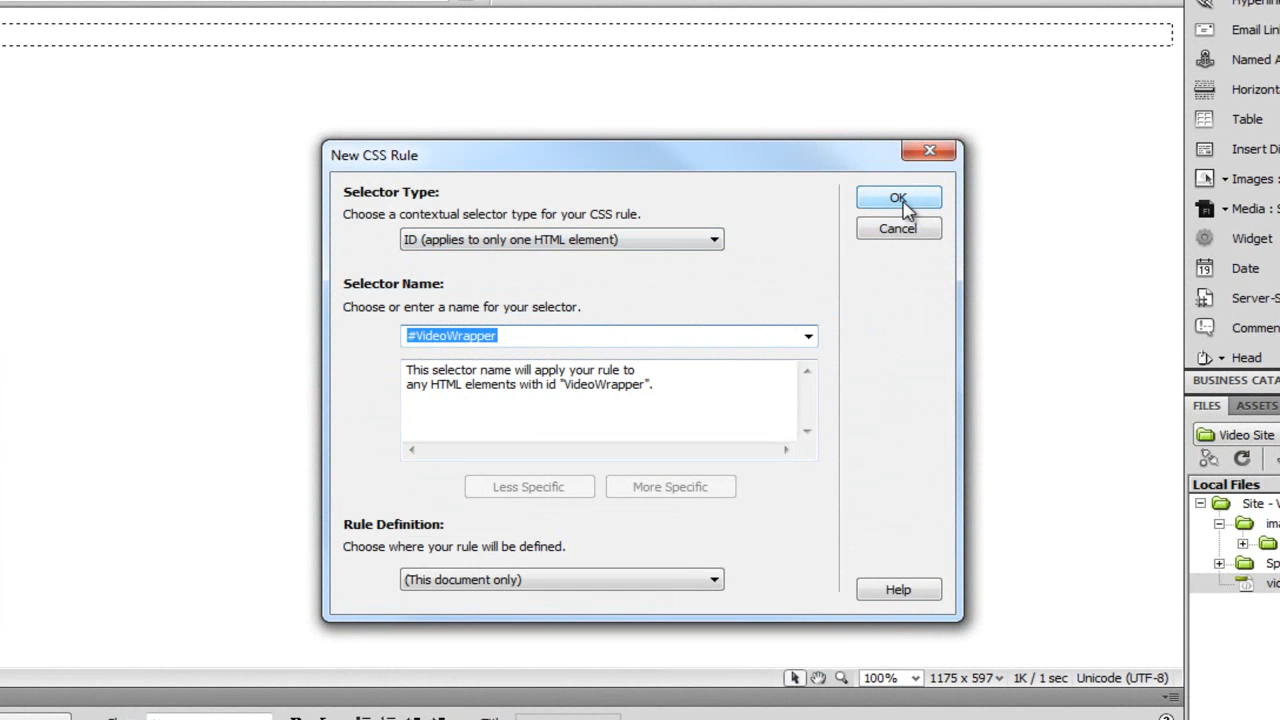 Email Lin
Named A
Horizont
Table
Insert Di
Images :
Media : S
Widget
Date
Server-S
Commen
Head
BUSINESS CATA
FILES ASSETS
Video Site
Local Files
Site - V
ima
Sp
vid
New CSS Rule
Selector Type:
Choose a contextual selector type for your CSS rule.
ID (applies to only one HTML element)
Selector Name:
Choose or enter a name for your selector.
#VideoWrapper
This selector name will apply your rule to
any HTML elements with id "VideoWrapper".
Less Specific More Specific
Rule Definition:
Choose where your rule will be defined.
(This document only)
OK
Cancel
Help
100% 1175 x 597 1K / 1 sec Unicode (UTF-8)